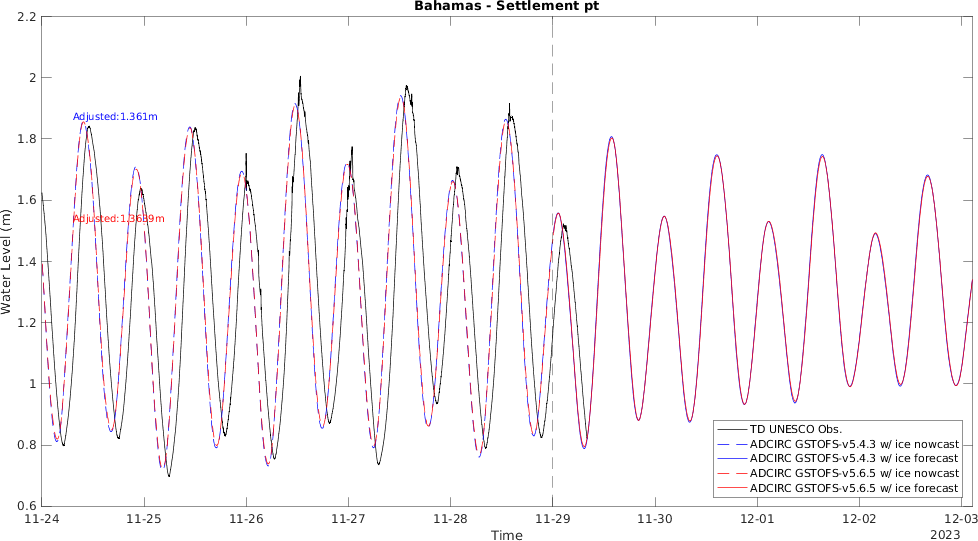 Bahamas - Settlement pt
2.2
2
1.8
1.6
1.4
1.2
1
0.8
0.6
Water Level (m)
Adjusted:1.361m
Adjusted:1.3639m
TD UNESCO Obs.
ADCIRC GSTOFS-v5.4.3 w/ ice nowcast
ADCIRC GSTOFS-v5.4.3 w/ ice forecast
ADCIRC GSTOFS-v5.6.5 w/ ice nowcast
ADCIRC GSTOFS-v5.6.5 w/ ice forecast
11-24 11-25 11-26 11-27 11-28 11-29 11-30 12-01 12-02 12-03
Time
2023